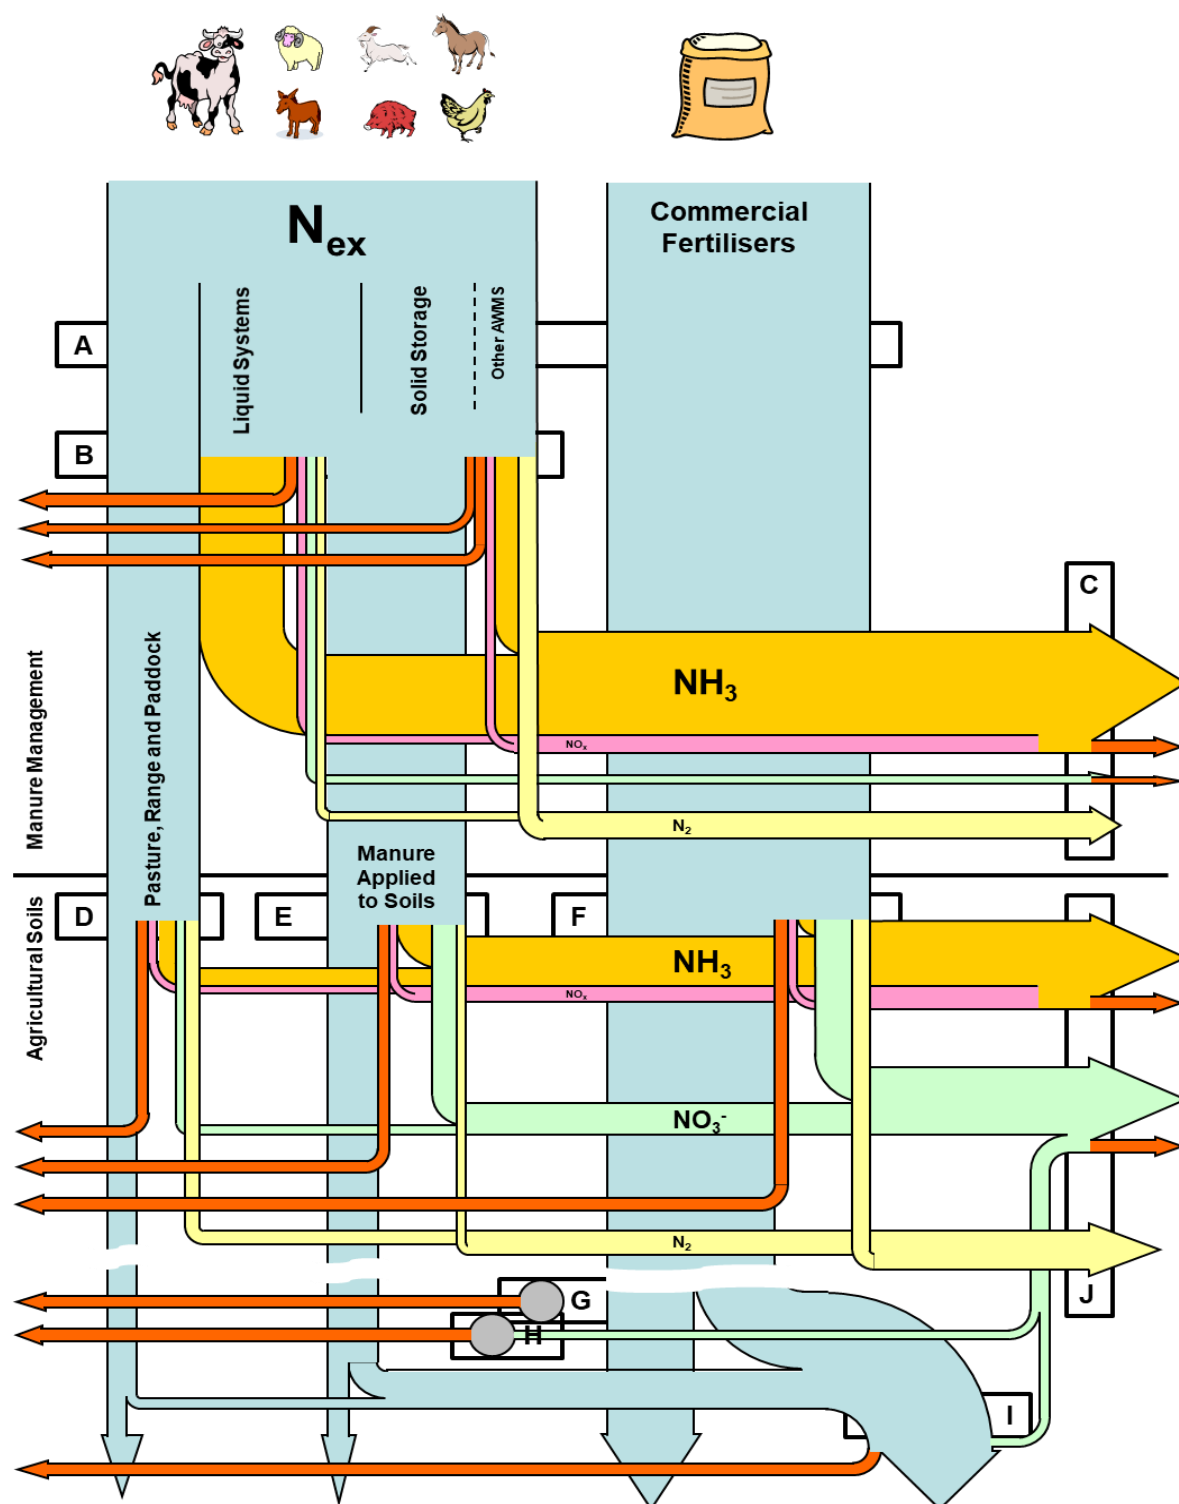 N_ex
Commercial
Fertilisers
Liquid Systems
Solid Storage
Other AWMS
A
B
C
Manure Management
Pasture, Range and Paddock
NH₃
NOₓ
N₂
Manure
Applied
to Soils
Agricultural Soils
D
E
F
NH₃
NOₓ
NO₃⁻
N₂
G
J
H
I